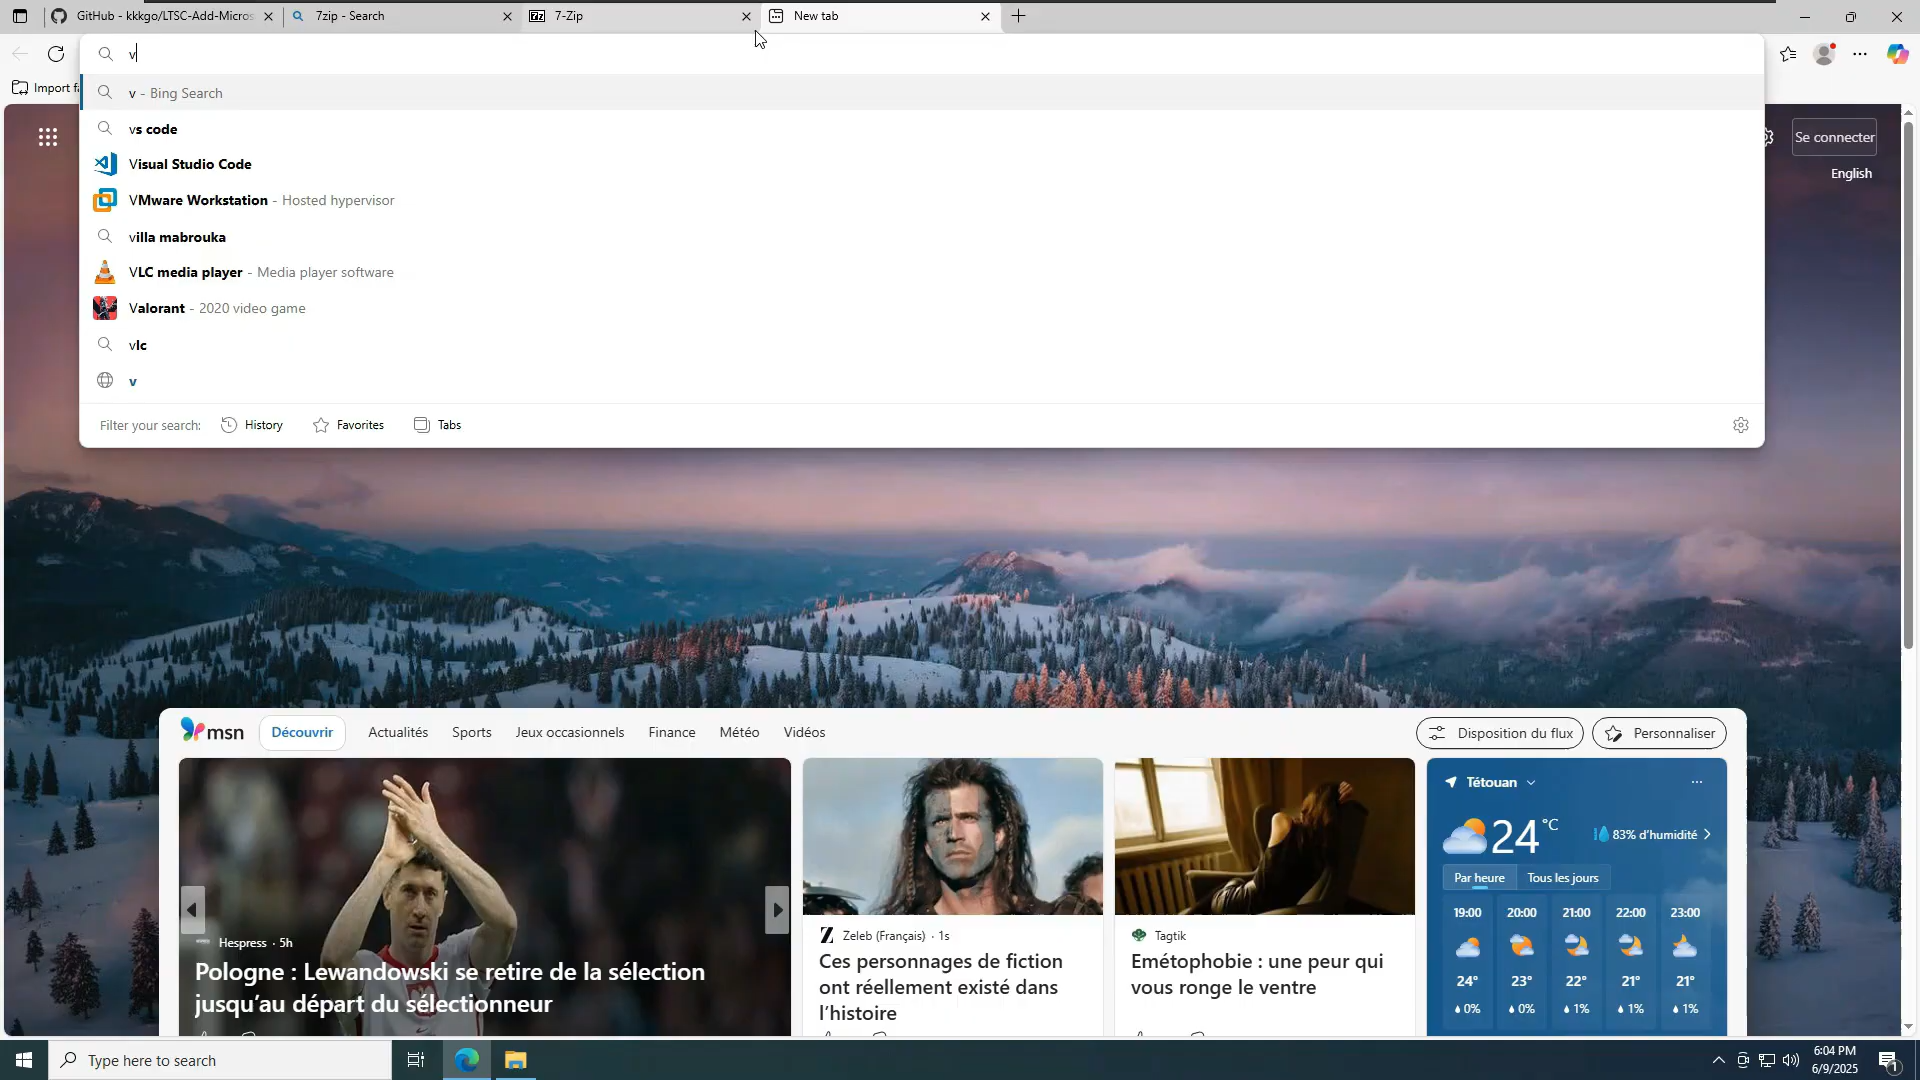 GitHub - kkkgo/LTSC-Add-Micros
7zip - Search
7-Zip
New tab
v
Import fa
v - Bing Search
vs code
Visual Studio Code
VMware Workstation - Hosted hypervisor
villa mabrouka
VLC media player - Media player software
Valorant - 2020 video game
vlc
v
Filter your search:
History
Favorites
Tabs
Se connecter
English
msn
Découvrir
Actualités
Sports
Jeux occasionnels
Finance
Météo
Vidéos
Disposition du flux
Personnaliser
Hespress · 5h
Pologne : Lewandowski se retire de la sélection
jusqu'au départ du sélectionneur
Zeleb (Français) · 1s
Ces personnages de fiction
ont réellement existé dans
l'histoire
Tagtik
Emétophobie : une peur qui
vous ronge le ventre
Tétouan
24 °C
83% d'humidité
Par heure
Tous les jours
19:00 20:00 21:00 22:00 23:00
24° 23° 22° 21° 21°
0% 0% 1% 1% 1%
Type here to search
6:04 PM
6/9/2025
1